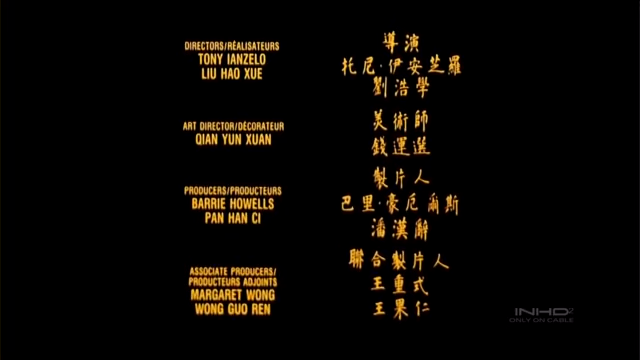 DIRECTORS/RÉALISATEURS
TONY IANZELO
LIU HAO XUE
導演
托尼·伊安芝羅
劉浩學
ART DIRECTOR/DÉCORATEUR
QIAN YUN XUAN
美術師
錢運選
PRODUCERS/PRODUCTEURS
BARRIE HOWELLS
PAN HAN CI
製片人
巴里·豪厄爾斯
潘漢辭
ASSOCIATE PRODUCERS/
PRODUCTEURS ADJOINTS
MARGARET WONG
WONG GUO REN
聯合製片人
王重式
王果仁
INHD2
ONLY ON CABLE